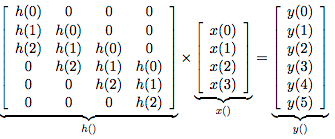 h(0) 0 0 0
h(1) h(0) 0 0
h(2) h(1) h(0) 0
0 h(2) h(1) h(0)
0 0 h(2) h(1)
0 0 0 h(2)
h()
×
x(0)
x(1)
x(2)
x(3)
x()
=
y(0)
y(1)
y(2)
y(3)
y(4)
y(5)
y()